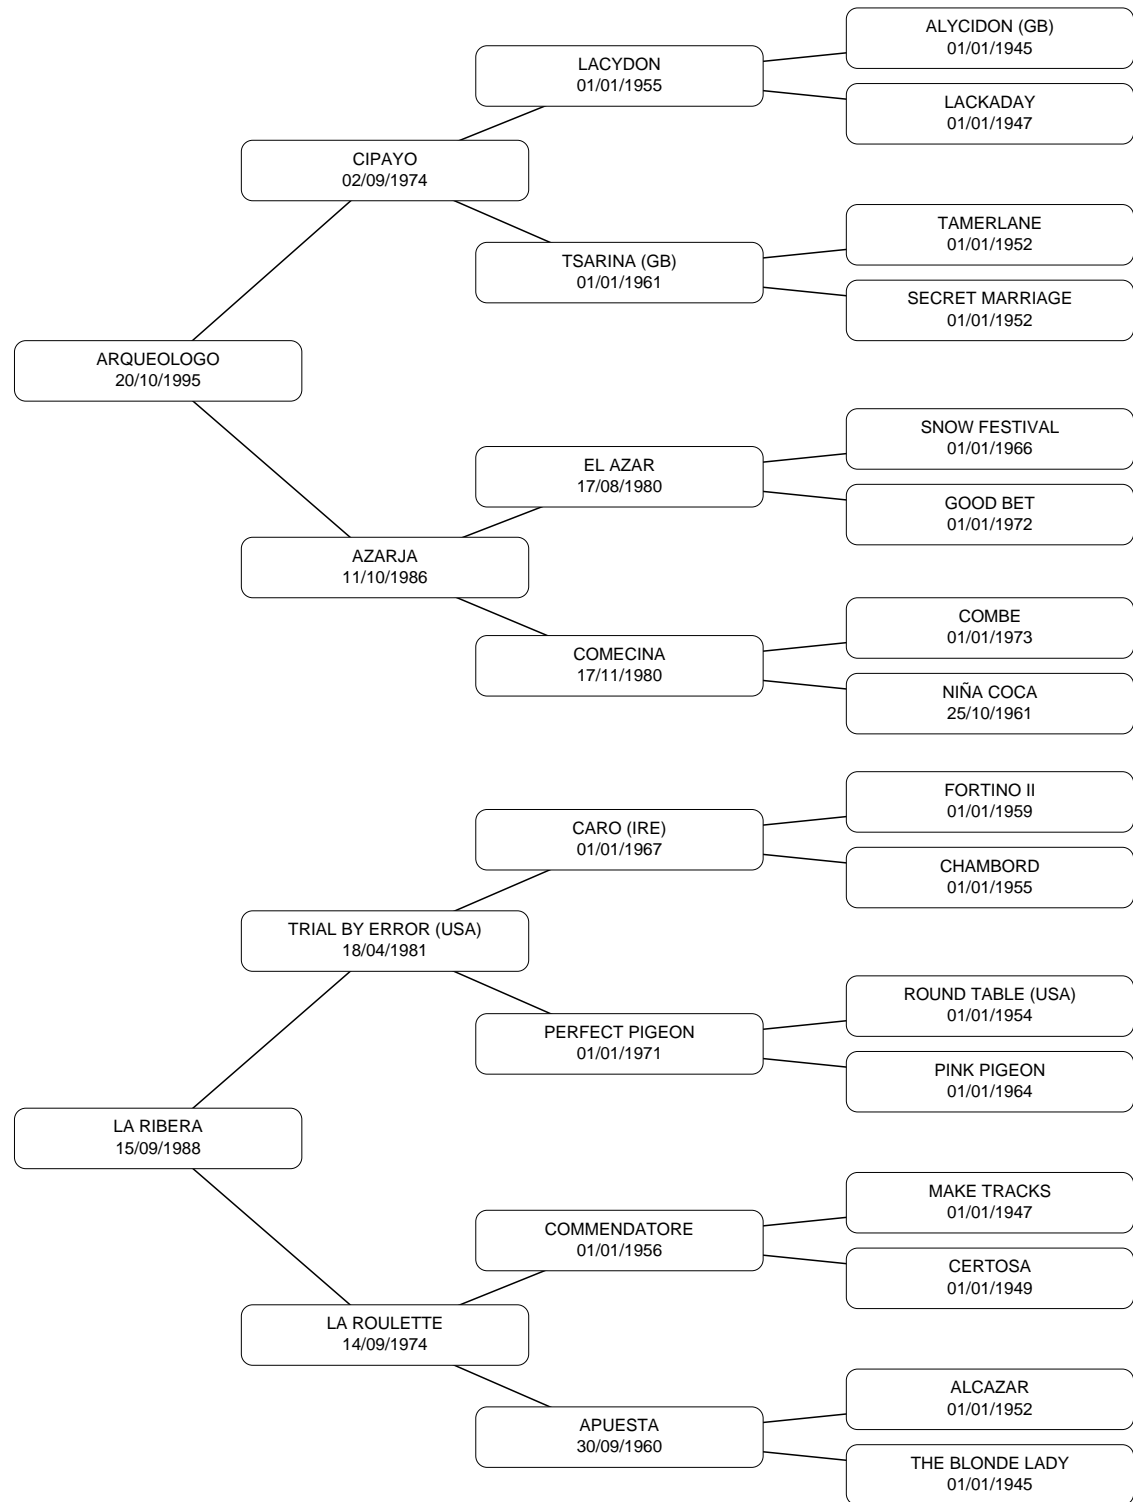 ALYCIDON (GB)
01/01/1945
LACYDON
01/01/1955
LACKADAY
01/01/1947
CIPAYO
02/09/1974
TAMERLANE
01/01/1952
TSARINA (GB)
01/01/1961
SECRET MARRIAGE
01/01/1952
ARQUEOLOGO
20/10/1995
SNOW FESTIVAL
01/01/1966
EL AZAR
17/08/1980
GOOD BET
01/01/1972
AZARJA
11/10/1986
COMBE
01/01/1973
COMECINA
17/11/1980
NIÑA COCA
25/10/1961
FORTINO II
01/01/1959
CARO (IRE)
01/01/1967
CHAMBORD
01/01/1955
TRIAL BY ERROR (USA)
18/04/1981
ROUND TABLE (USA)
01/01/1954
PERFECT PIGEON
01/01/1971
PINK PIGEON
01/01/1964
LA RIBERA
15/09/1988
MAKE TRACKS
01/01/1947
COMMENDATORE
01/01/1956
CERTOSA
01/01/1949
LA ROULETTE
14/09/1974
ALCAZAR
01/01/1952
APUESTA
30/09/1960
THE BLONDE LADY
01/01/1945